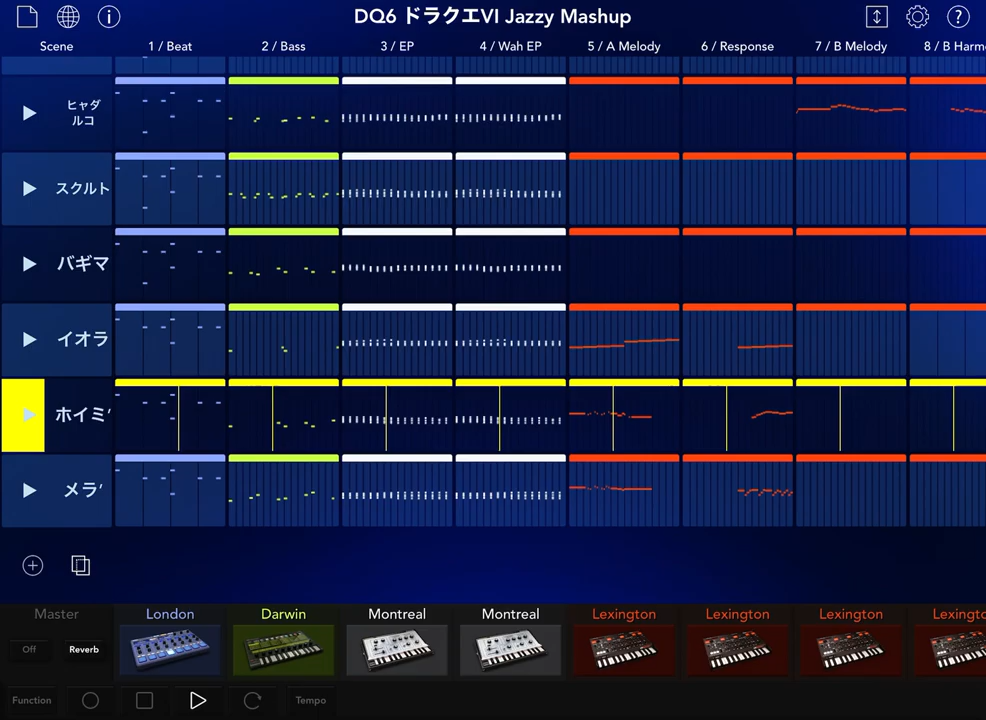 DQ6 ドラクエVI Jazzy Mashup
Scene 1 / Beat 2 / Bass 3 / EP 4 / Wah EP 5 / A Melody 6 / Response 7 / B Melody 8 / B Harm
ヒャダ
ルコ
スクルト
バギマ
イオラ
ホイミ′
メラ′
Master London Darwin Montreal Montreal Lexington Lexington Lexington Lexingto
Off Reverb
Function Tempo